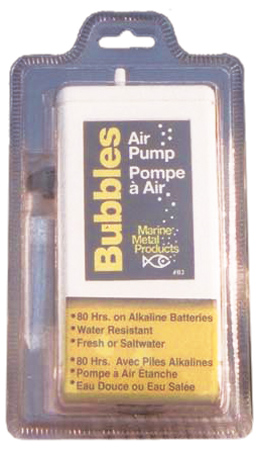 Bubbles
Air
Pump
Pompe
à Air
Marine
Metal
Products
•80 Hrs. on Alkaline Batteries
•Water Resistant
•Fresh or Saltwater
•80 Hrs. Avec Piles Alkalines
•Pompe à Air Étanche
•Eau Douce ou Eau Salée